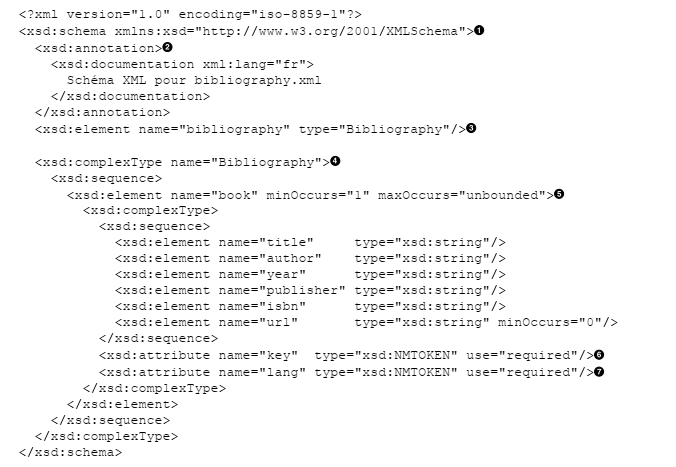 <?xml version="1.0" encoding="iso-8859-1"?>
<xsd:schema xmlns:xsd="http://www.w3.org/2001/XMLSchema">❶
  <xsd:annotation>❷
    <xsd:documentation xml:lang="fr">
      Schéma XML pour bibliography.xml
    </xsd:documentation>
  </xsd:annotation>
  <xsd:element name="bibliography" type="Bibliography"/>❸

  <xsd:complexType name="Bibliography">❹
    <xsd:sequence>
      <xsd:element name="book" minOccurs="1" maxOccurs="unbounded">❺
        <xsd:complexType>
          <xsd:sequence>
            <xsd:element name="title"     type="xsd:string"/>
            <xsd:element name="author"    type="xsd:string"/>
            <xsd:element name="year"      type="xsd:string"/>
            <xsd:element name="publisher" type="xsd:string"/>
            <xsd:element name="isbn"      type="xsd:string"/>
            <xsd:element name="url"       type="xsd:string" minOccurs="0"/>
          </xsd:sequence>
          <xsd:attribute name="key"  type="xsd:NMTOKEN" use="required"/>❻
          <xsd:attribute name="lang" type="xsd:NMTOKEN" use="required"/>❼
        </xsd:complexType>
      </xsd:element>
    </xsd:sequence>
  </xsd:complexType>
</xsd:schema>